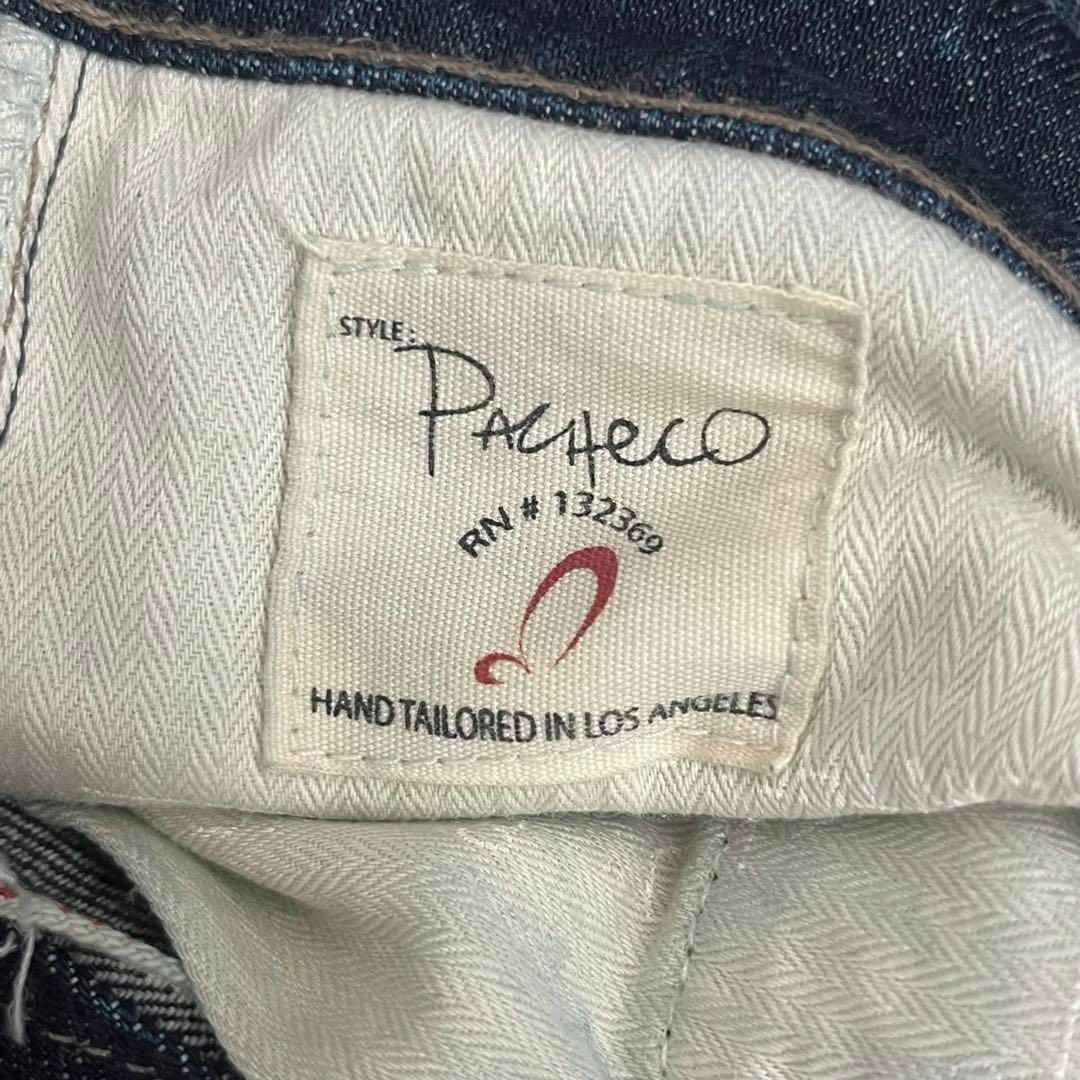 STYLE:
PACHECO
RN # 132369
HAND TAILORED IN LOS ANGELES